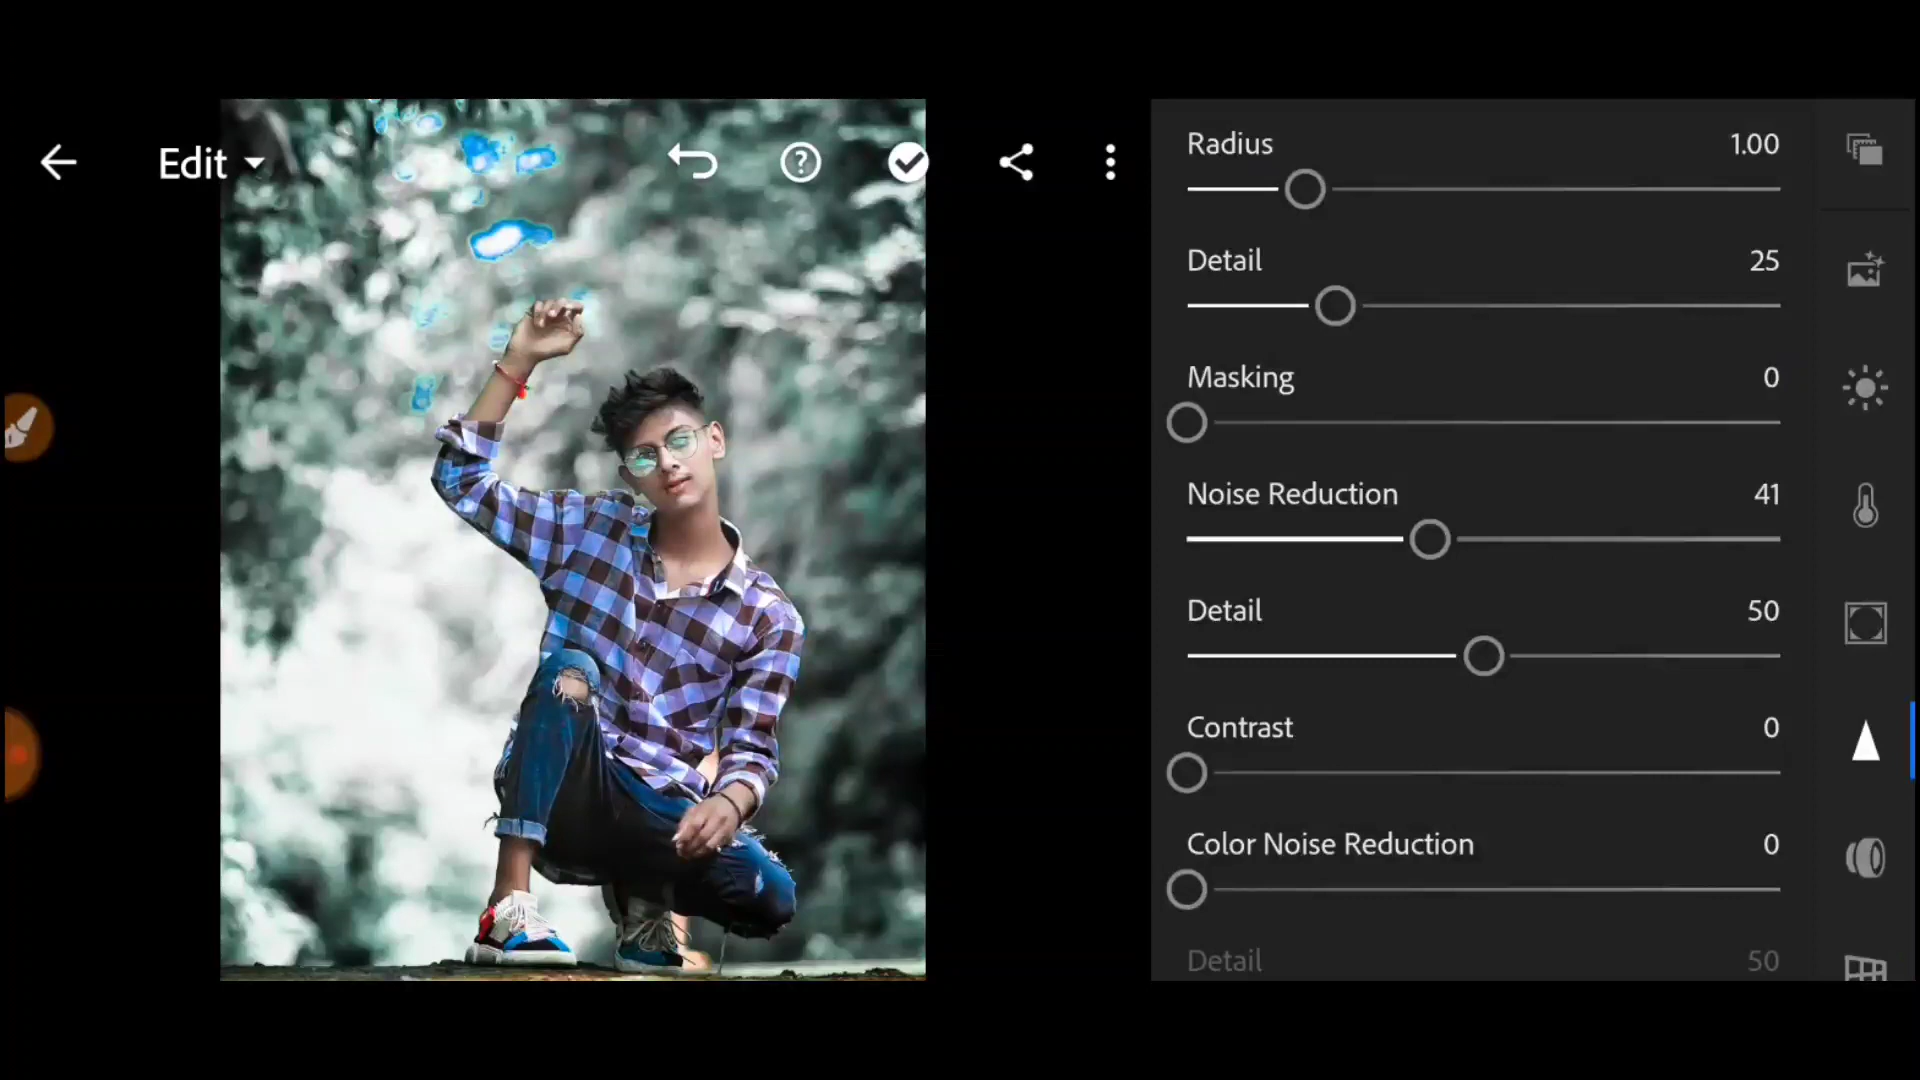 Edit
Radius 1.00
Detail 25
Masking 0
Noise Reduction 41
Detail 50
Contrast 0
Color Noise Reduction 0
Detail 50